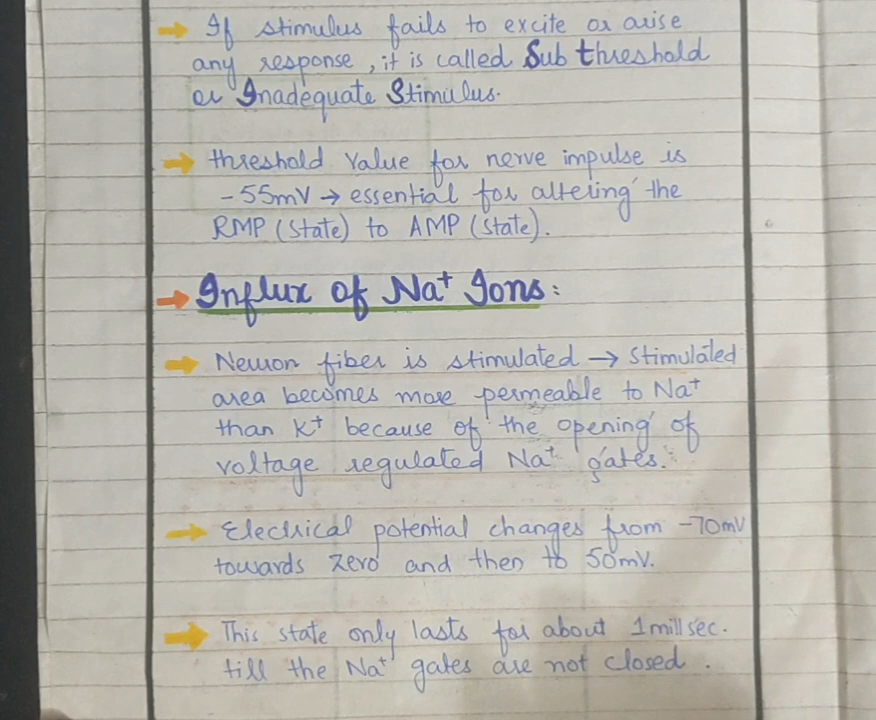 → If stimulus fails to excite or arise
any response, it is called Sub threshold
or Inadequate Stimulus.
→ threshold value for nerve impulse is
-55mV → essential for altering the
RMP (state) to AMP (state).
→ Influx of Na⁺ Ions:
→ Neuron fiber is stimulated → stimulated
area becomes more permeable to Na⁺
than K⁺ because of the opening of
voltage regulated Na⁺ gates.
→ Electrical potential changes from -70mV
towards zero and then to 50mV.
→ This state only lasts for about 1millsec.
till the Na⁺ gates are not closed.